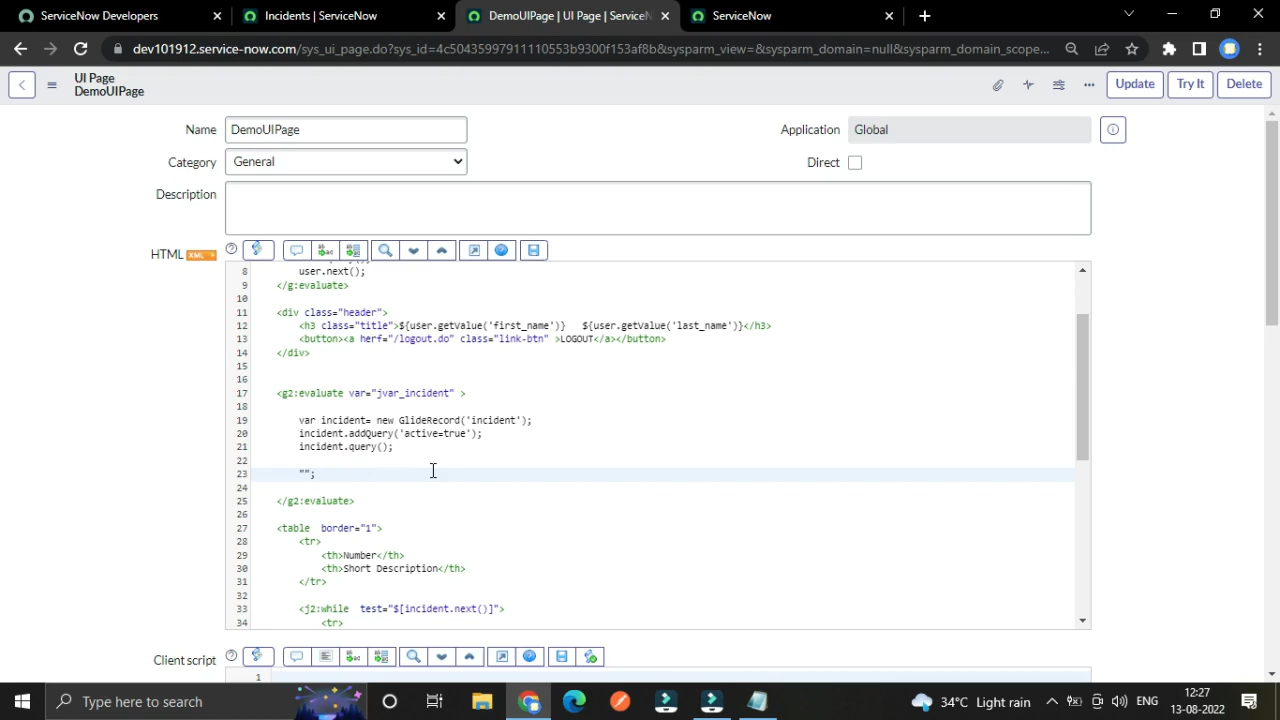 ServiceNow Developers
Incidents | ServiceNow
DemoUIPage | UI Page | ServiceN
ServiceNow
dev101912.service-now.com/sys_ui_page.do?sys_id=4c50435997911110553b9300f153af8b&sysparm_view=&sysparm_domain=null&sysparm_domain_scope...
UI Page
DemoUIPage
Update
Try It
Delete
Name
DemoUIPage
Application
Global
Category
General
Direct
Description
HTML
XML
8 user.next();
9 </g:evaluate>
10
11 <div class="header">
12 <h3 class="title">${user.getValue('first_name')} ${user.getValue('last_name')}</h3>
13 <button><a herf="/logout.do" class="link-btn" >LOGOUT</a></button>
14 </div>
15
16
17 <g2:evaluate var="jvar_incident" >
18
19 var incident= new GlideRecord('incident');
20 incident.addQuery('active=true');
21 incident.query();
22
23 "";
24
25 </g2:evaluate>
26
27 <table border="1">
28 <tr>
29 <th>Number</th>
30 <th>Short Description</th>
31 </tr>
32
33 <j2:while test="$[incident.next()]">
34 <tr>
Client script
1
Type here to search
34°C Light rain
ENG
12:27
13-08-2022